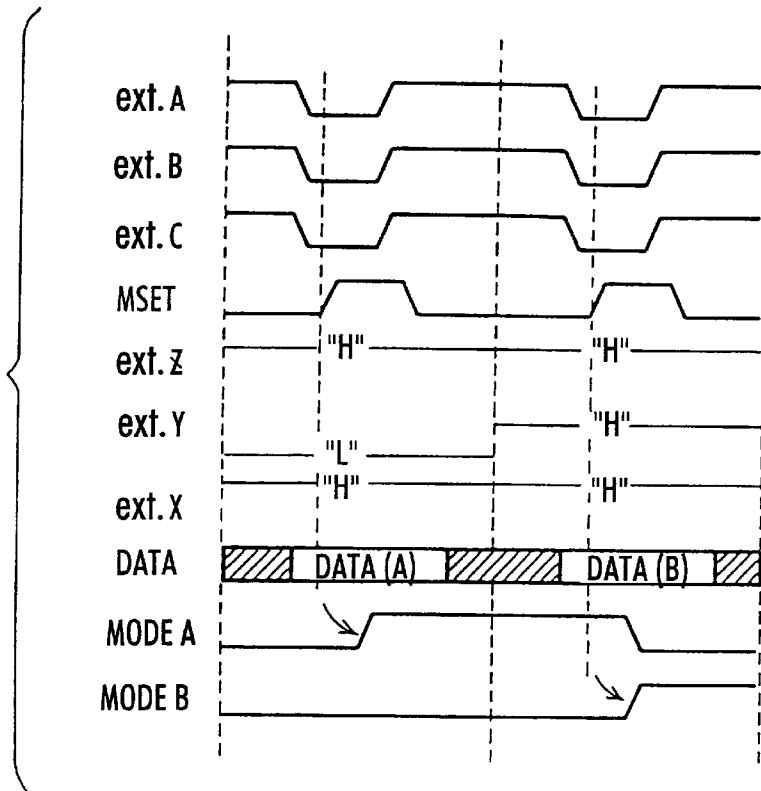 ext. A
ext. B
ext. C
MSET
ext. Z "H" "H"
ext. Y "L" "H"
ext. X "H" "H"
DATA DATA (A) DATA (B)
MODE A
MODE B